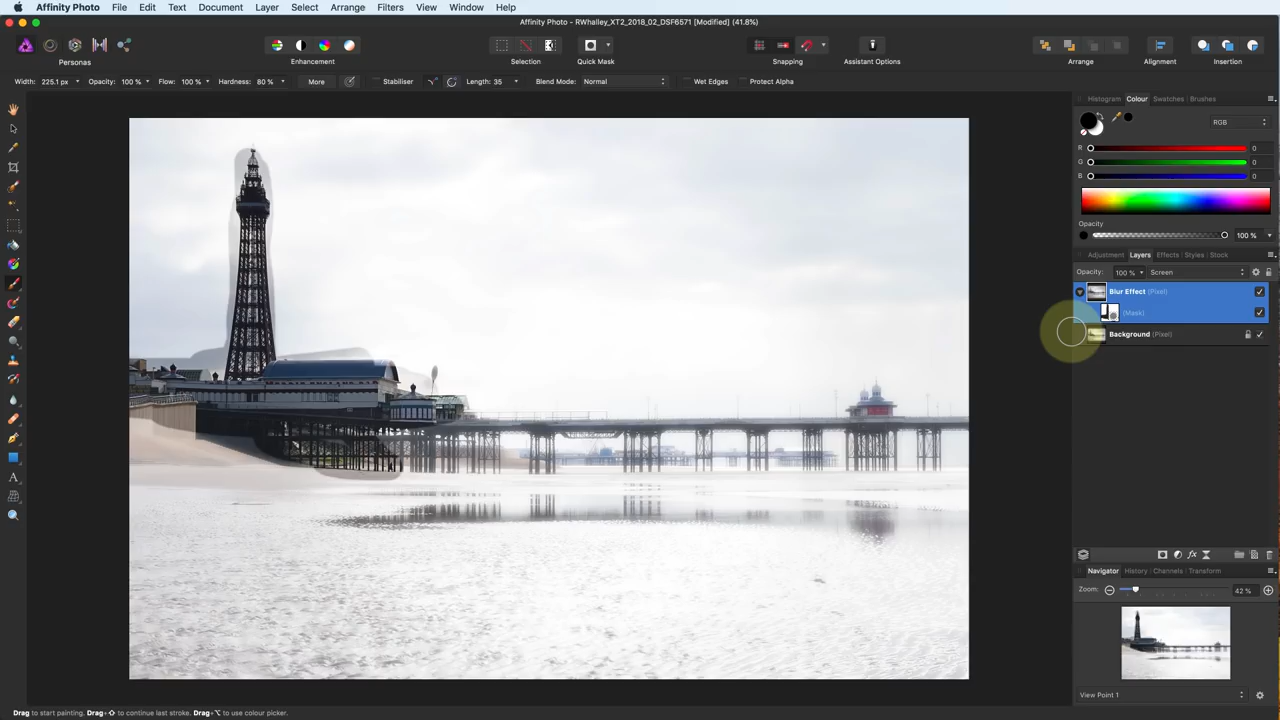 Affinity Photo File Edit Text Document Layer Select Arrange Filters View Window Help
Affinity Photo - RWhalley_XT2_2018_02_DSF6571 [Modified] (41.8%)
Personas Enhancement Selection Quick Mask Snapping Assistant Options Arrange Alignment Insertion
Width: 225.1 px Opacity: 100 % Flow: 100 % Hardness: 80 % More Stabiliser Length: 35 Blend Mode: Normal Wet Edges Protect Alpha
Histogram Colour Swatches Brushes
RGB
R 0
G 0
B 0
Opacity
100 %
Adjustment Layers Effects Styles Stock
Opacity: 100 % Screen
Blur Effect (Pixel)
(Mask)
Background (Pixel)
Navigator History Channels Transform
Zoom: 42 %
View Point 1
Drag to start painting. Drag+⇧ to continue last stroke. Drag+⌥ to use colour picker.